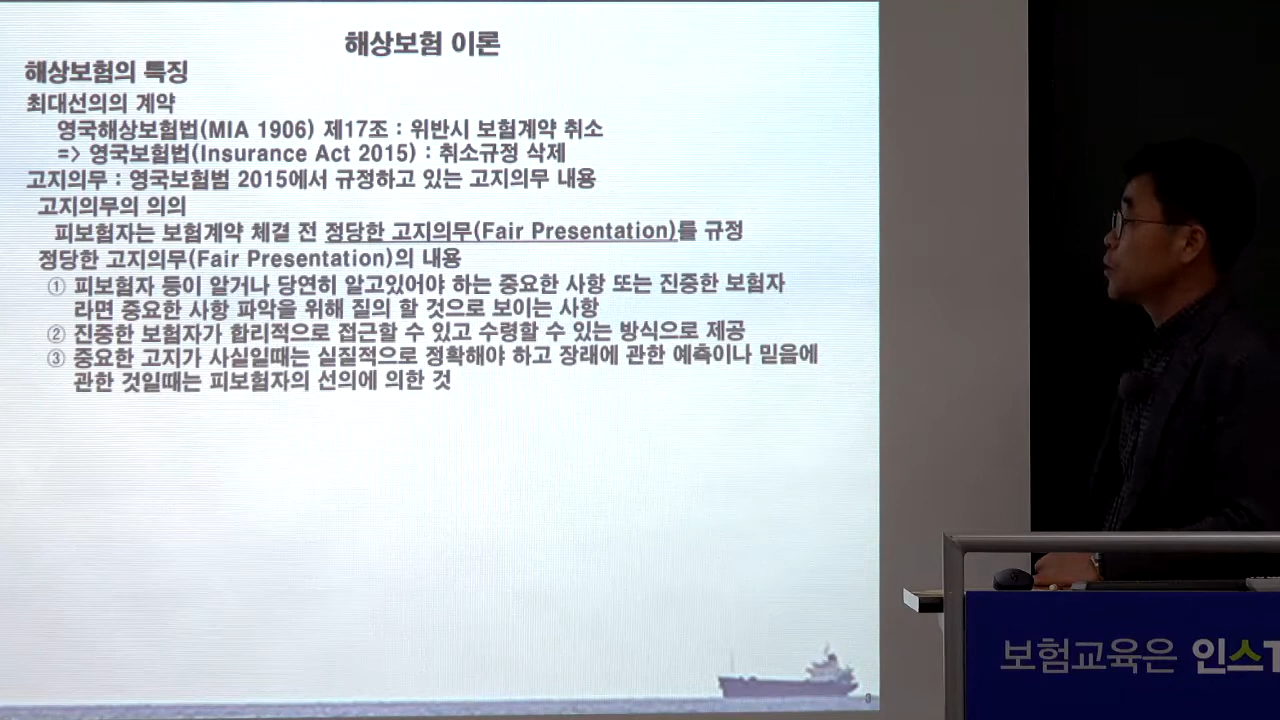 해상보험 이론
해상보험의 특징
최대선의의 계약
영국해상보험법(MIA 1906) 제17조 : 위반시 보험계약 취소
=> 영국보험법(Insurance Act 2015) : 취소규정 삭제
고지의무 : 영국보험법 2015에서 규정하고 있는 고지의무 내용
고지의무의 의의
피보험자는 보험계약 체결 전 정당한 고지의무(Fair Presentation)를 규정
정당한 고지의무(Fair Presentation)의 내용
① 피보험자 등이 알거나 당연히 알고있어야 하는 중요한 사항 또는 진중한 보험자
라면 중요한 사항 파악을 위해 질의 할 것으로 보이는 사항
② 진중한 보험자가 합리적으로 접근할 수 있고 수령할 수 있는 방식으로 제공
③ 중요한 고지가 사실일때는 실질적으로 정확해야 하고 장래에 관한 예측이나 믿음에
관한 것일때는 피보험자의 선의에 의한 것
3
보험교육은 인스